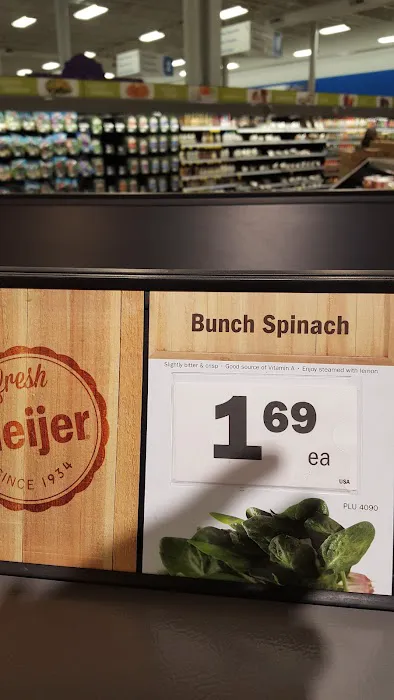 Fresh
eijer
SINCE 1934
Bunch Spinach
Slightly bitter & crisp · Good source of Vitamin A · Enjoy steamed with lemon
1 69
ea
USA
PLU 4090